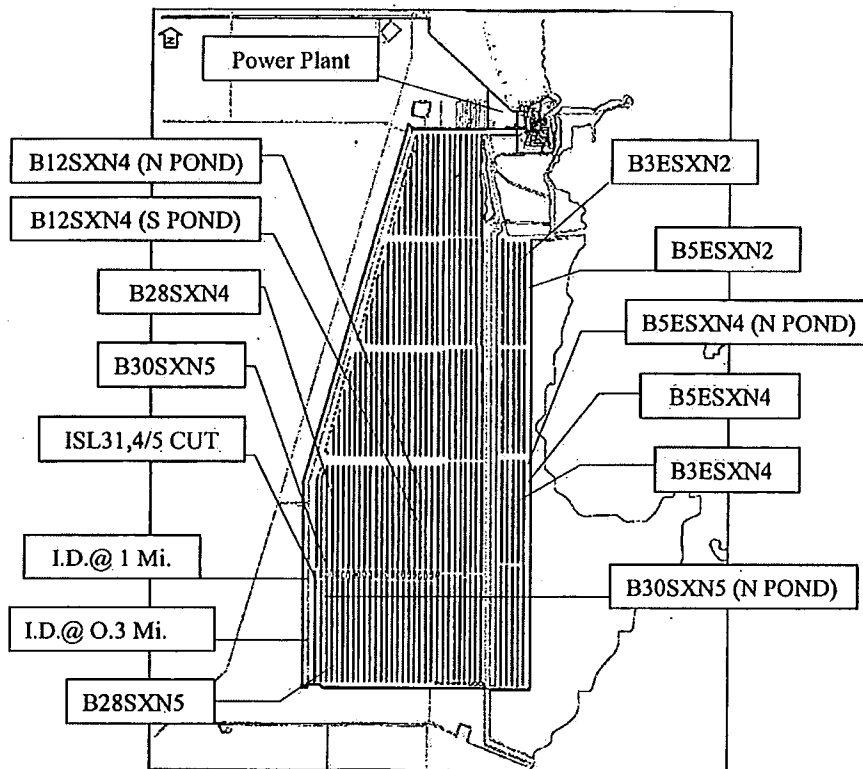 N
Power Plant
B12SXN4 (N POND)
B3ESXN2
B12SXN4 (S POND)
B5ESXN2
B28SXN4
B5ESXN4 (N POND)
B30SXN5
B5ESXN4
ISL31,4/5 CUT
B3ESXN4
I.D.@ 1 Mi.
B30SXN5 (N POND)
I.D.@ O.3 Mi.
B28SXN5